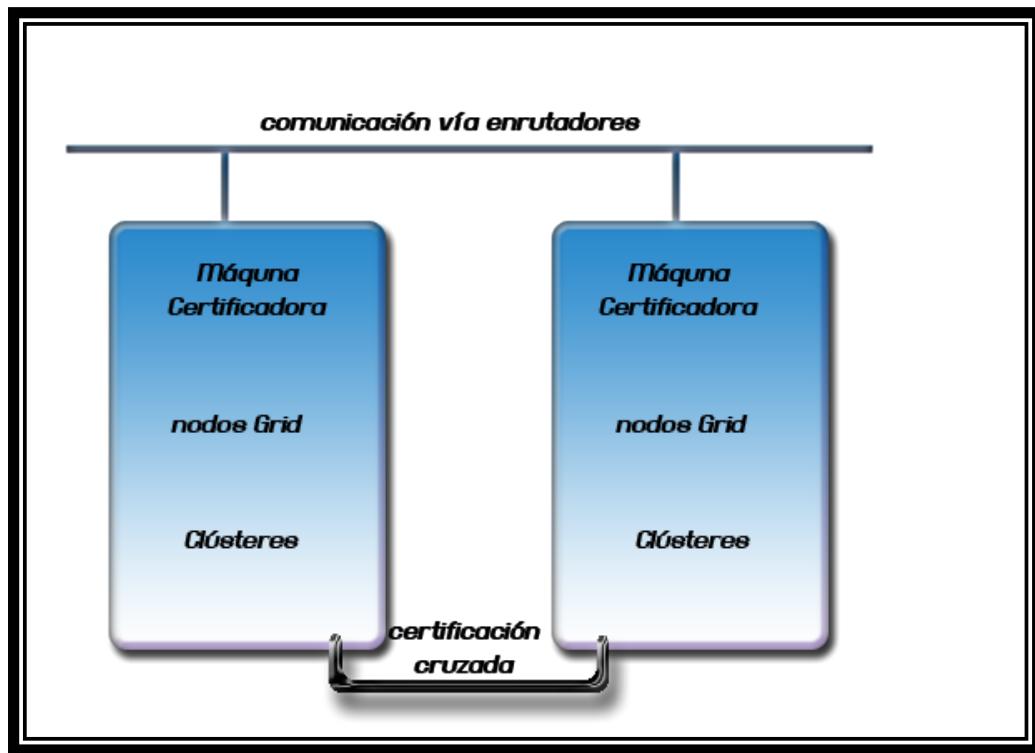 comunicación vía enrutadores
Máquna
Certificadora
nodos Grid
Clústeres
Máquna
Certificadora
nodos Grid
Clústeres
certificación
cruzada